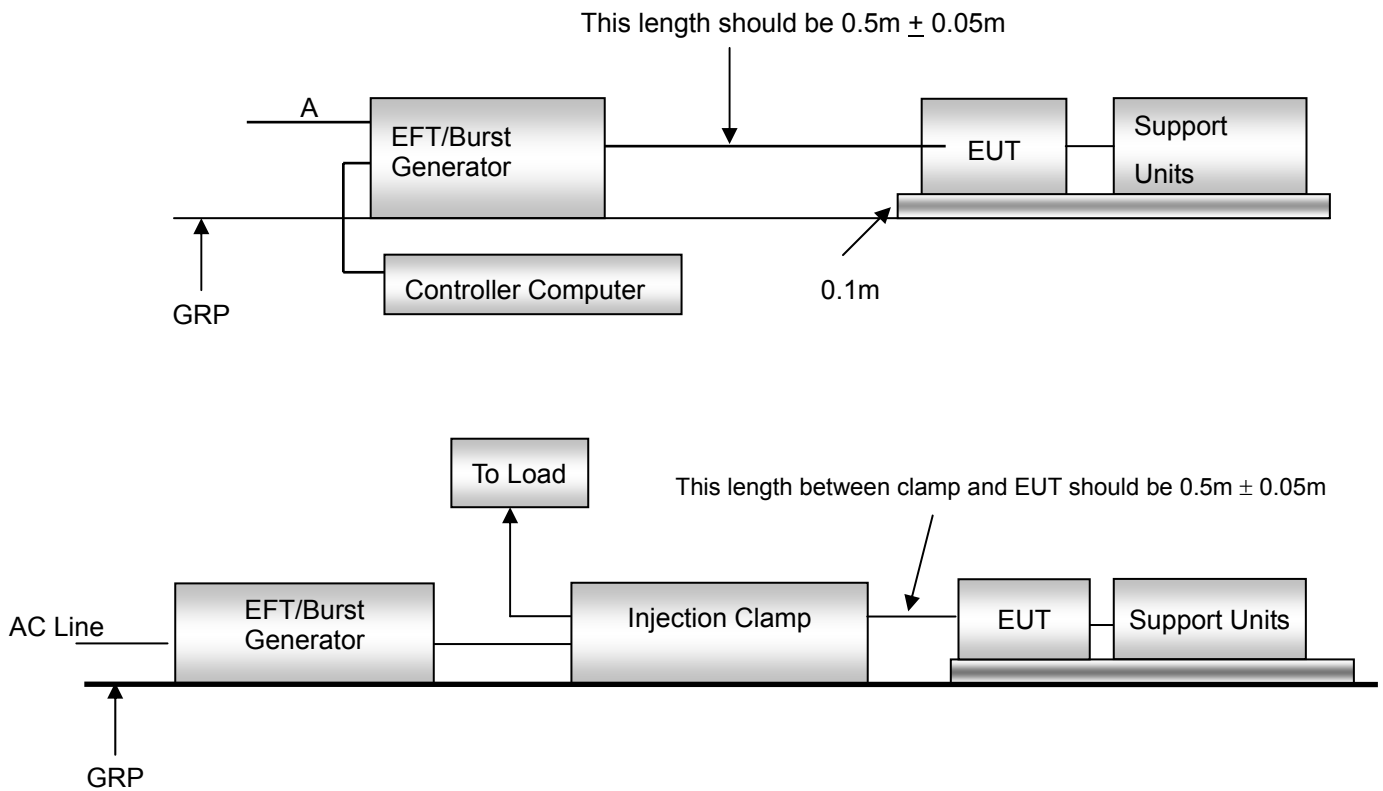 This length should be 0.5m ± 0.05m
A
EFT/Burst
Generator
EUT
Support
Units
Controller Computer
0.1m
GRP
To Load
This length between clamp and EUT should be 0.5m ± 0.05m
AC Line
EFT/Burst
Generator
Injection Clamp
EUT
Support Units
GRP